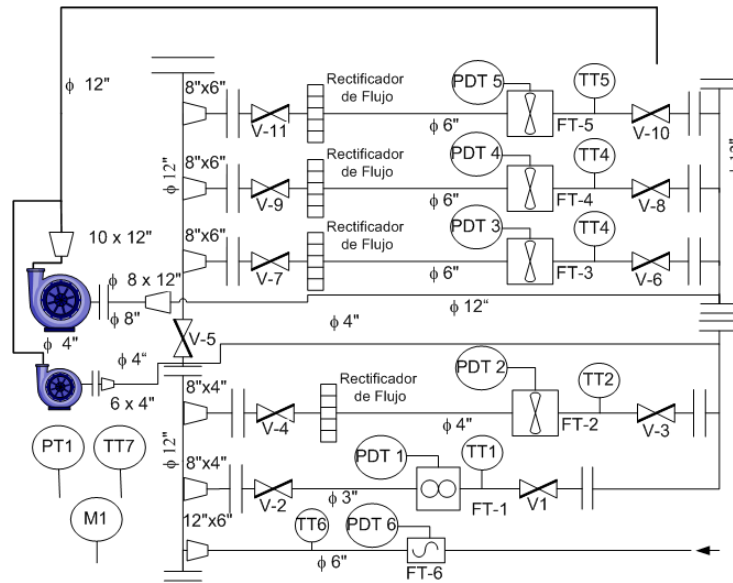 ϕ 12"
8"x6"
Rectificador
de Flujo
PDT 5
TT5
V-11
ϕ 6"
FT-5
V-10
8"x6"
Rectificador
de Flujo
PDT 4
TT4
ϕ 12"
ϕ 12"
V-9
ϕ 6"
FT-4
V-8
8"x6"
Rectificador
de Flujo
PDT 3
TT4
10 x 12"
V-7
ϕ 6"
FT-3
V-6
ϕ 8 x 12"
ϕ 8"
ϕ 12“
ϕ 4"
V-5
ϕ 4"
ϕ 4“
6 x 4"
8"x4"
Rectificador
de Flujo
PDT 2
TT2
V-4
ϕ 4"
FT-2
V-3
PT1
TT7
ϕ 12"
8"x4"
PDT 1
TT1
V-2
ϕ 3"
FT-1
V1
M1
12"x6"
TT6
PDT 6
ϕ 6"
FT-6